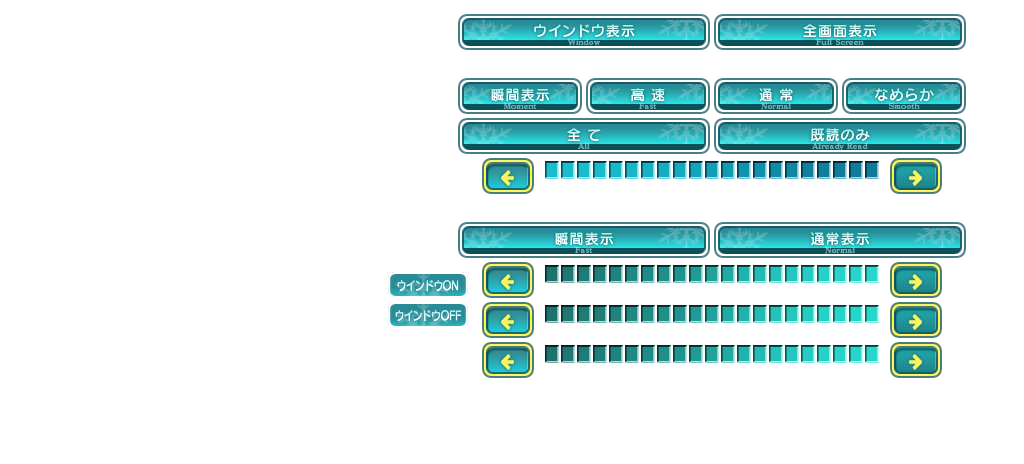 ウインドウ表示
Window
全画面表示
Full Screen
瞬間表示
Moment
高 速
Fast
通 常
Normal
なめらか
Smooth
全 て
All
既読のみ
Already Read
瞬間表示
Fast
通常表示
Normal
ウインドウON
ウインドウOFF